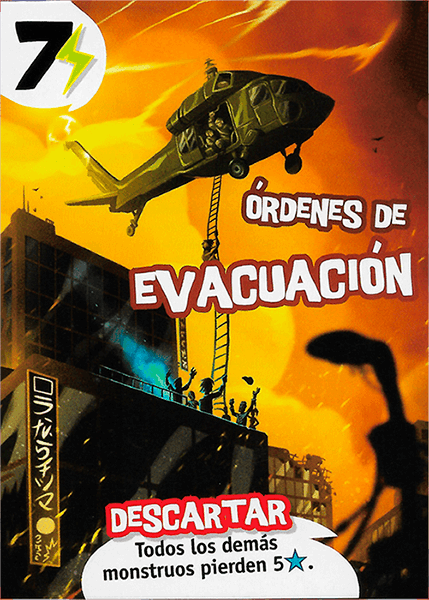 7
ÓRDENES DE
EVACUACIÓN
DESCARTAR
Todos los demás
monstruos pierden 5★.